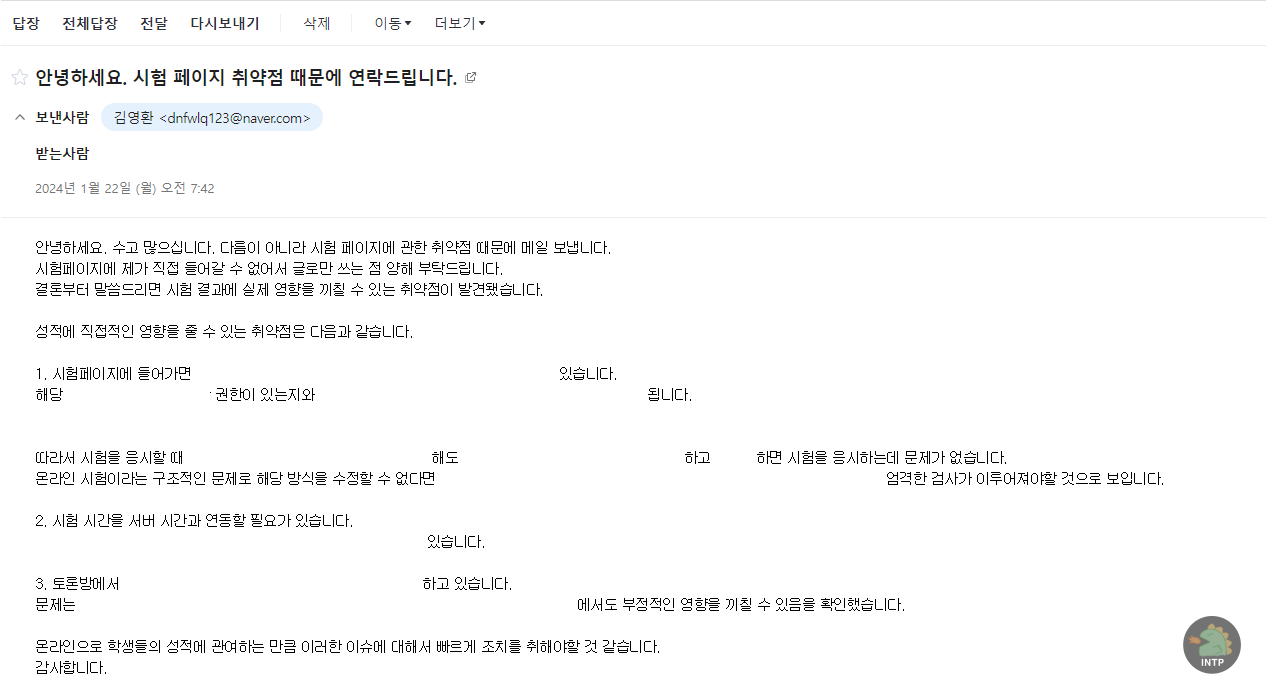 답장 전체답장 전달 다시보내기 삭제 이동 더보기
안녕하세요. 시험 페이지 취약점 때문에 연락드립니다.
보낸사람 김영환 <dnfwlq123@naver.com>
받는사람
2024년 1월 22일 (월) 오전 7:42
안녕하세요. 수고 많으십니다. 다름이 아니라 시험 페이지에 관한 취약점 때문에 메일 보냅니다.
시험페이지에 제가 직접 들어갈 수 없어서 글로만 쓰는 점 양해 부탁드립니다.
결론부터 말씀드리면 시험 결과에 실제 영향을 끼칠 수 있는 취약점이 발견됐습니다.
성적에 직접적인 영향을 줄 수 있는 취약점은 다음과 같습니다.
1. 시험페이지에 들어가면 있습니다.
해당 권한이 있는지와 됩니다.
따라서 시험을 응시할 때 해도 하고 하면 시험을 응시하는데 문제가 없습니다.
온라인 시험이라는 구조적인 문제로 해당 방식을 수정할 수 없다면 엄격한 검사가 이루어져야할 것으로 보입니다.
2. 시험 시간을 서버 시간과 연동할 필요가 있습니다.
있습니다.
3. 토론방에서 하고 있습니다.
문제는 에서도 부정적인 영향을 끼칠 수 있음을 확인했습니다.
온라인으로 학생들의 성적에 관여하는 만큼 이러한 이슈에 대해서 빠르게 조치를 취해야할 것 같습니다.
감사합니다.
INTP